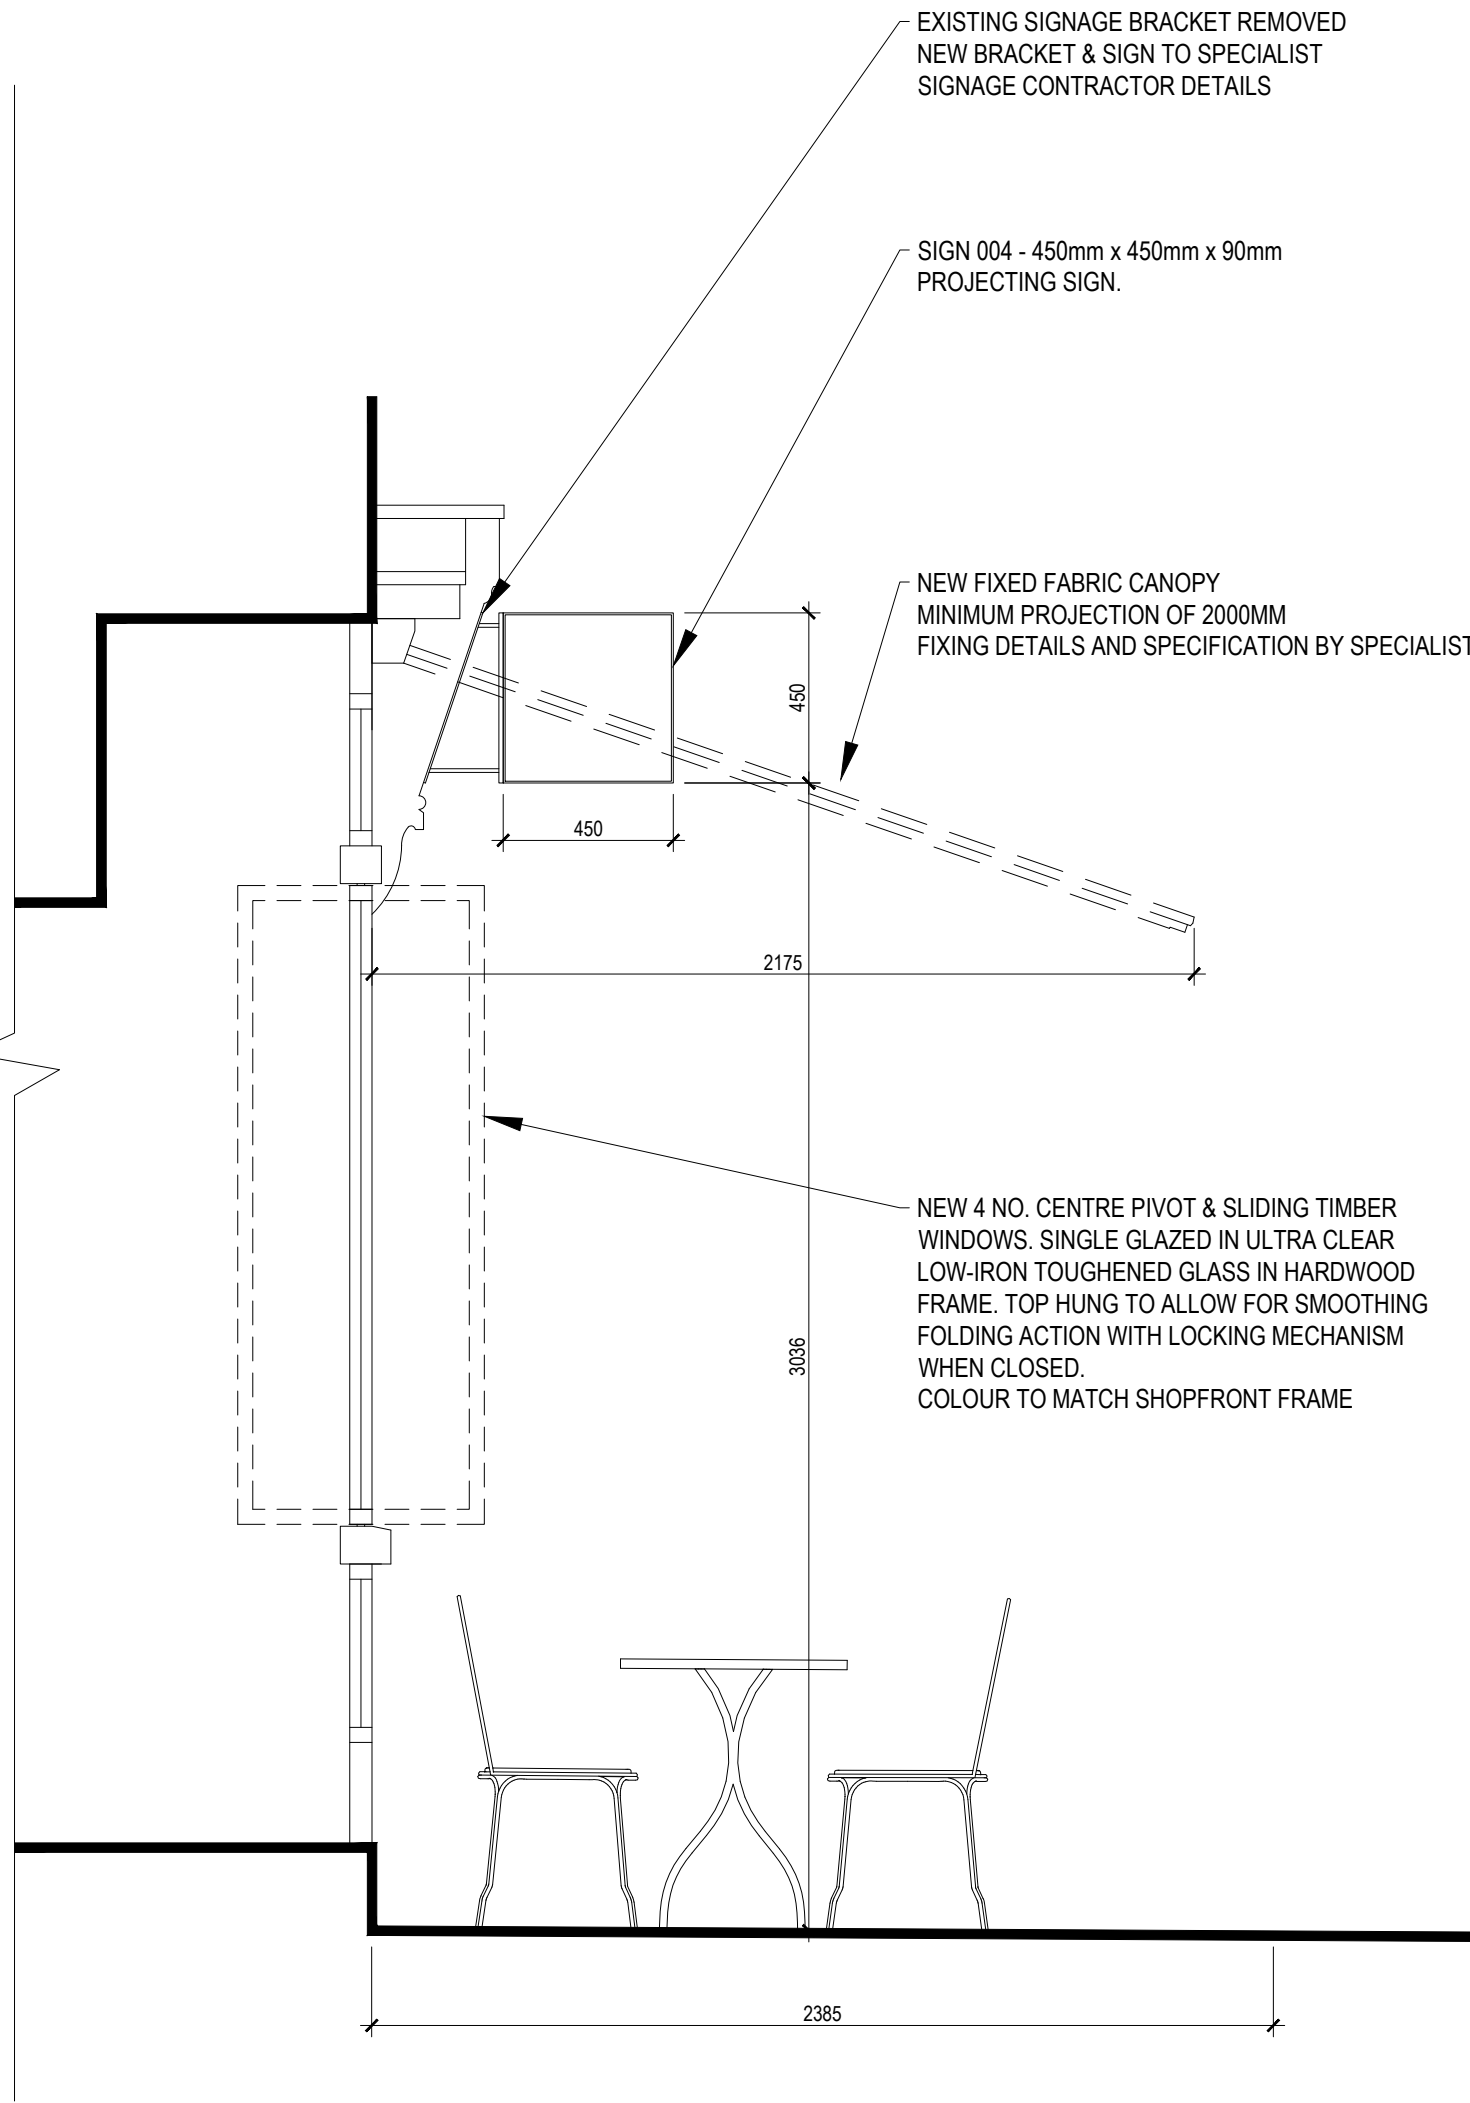 EXISTING SIGNAGE BRACKET REMOVED
NEW BRACKET & SIGN TO SPECIALIST
SIGNAGE CONTRACTOR DETAILS
SIGN 004 - 450mm x 450mm x 90mm
PROJECTING SIGN.
NEW FIXED FABRIC CANOPY
MINIMUM PROJECTION OF 2000MM
FIXING DETAILS AND SPECIFICATION BY SPECIALIST
450
450
2175
NEW 4 NO. CENTRE PIVOT & SLIDING TIMBER
WINDOWS. SINGLE GLAZED IN ULTRA CLEAR
LOW-IRON TOUGHENED GLASS IN HARDWOOD
FRAME. TOP HUNG TO ALLOW FOR SMOOTHING
FOLDING ACTION WITH LOCKING MECHANISM
WHEN CLOSED.
COLOUR TO MATCH SHOPFRONT FRAME
3036
2385